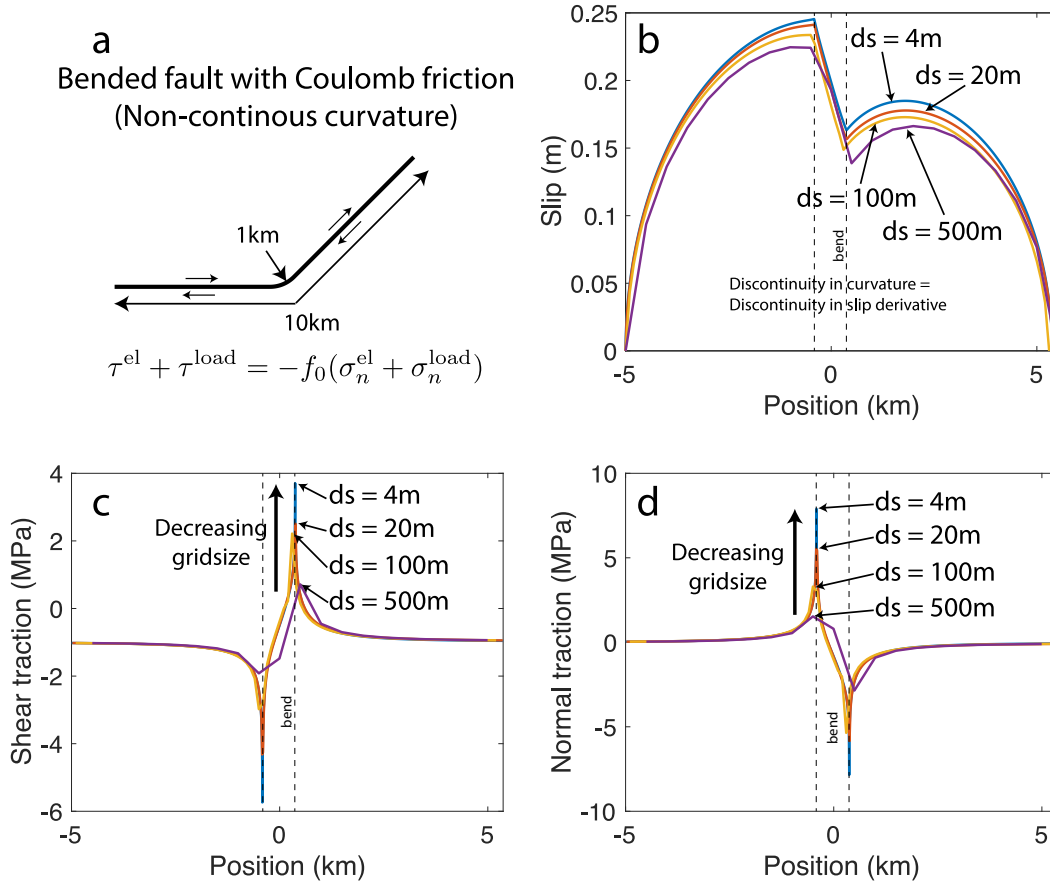 a
Bended fault with Coulomb friction
(Non-continous curvature)
1km
10km
τ^el + τ^load = −f₀(σₙ^el + σₙ^load)
b
0.25
0.2
0.15
0.1
0.05
0
Slip (m)
ds = 4m
ds = 20m
ds = 100m
ds = 500m
bend
Discontinuity in curvature =
Discontinuity in slip derivative
-5
0
5
Position (km)
c
4
2
0
-2
-4
-6
Shear traction (MPa)
Decreasing
gridsize
ds = 4m
ds = 20m
ds = 100m
ds = 500m
bend
-5
0
5
Position (km)
d
10
5
0
-5
-10
Normal traction (MPa)
Decreasing
gridsize
ds = 4m
ds = 20m
ds = 100m
ds = 500m
bend
-5
0
5
Position (km)